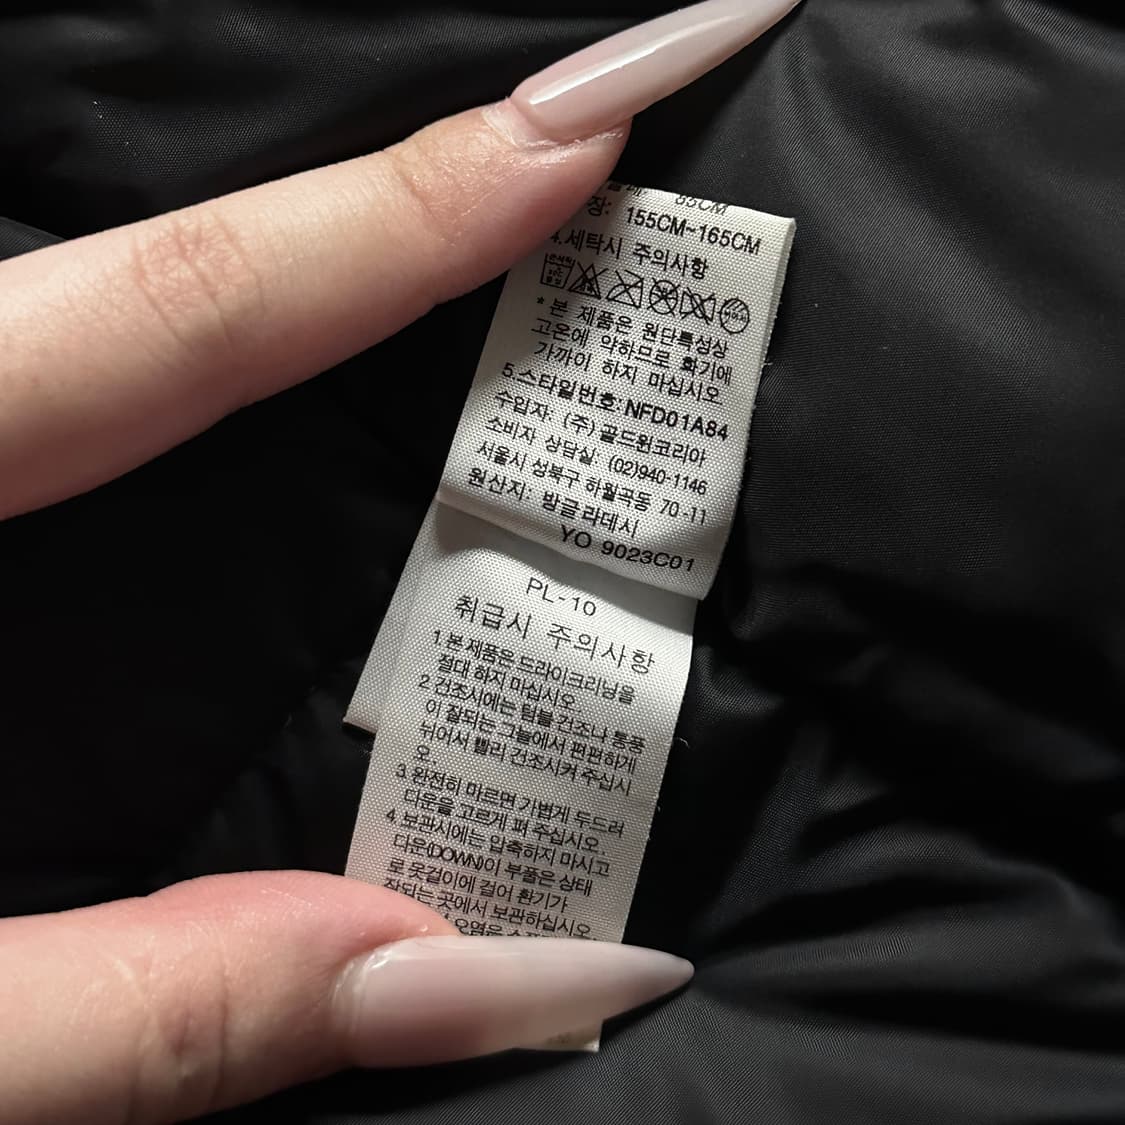 85CM
장: 155CM~165CM
4.세탁시 주의사항
* 본 제품은 원단특성상
고온에 약하므로 화기에
가까이 하지 마십시오
5.스타일번호: NFD01A84
수입자: (주)골드윈코리아
소비자 상담실: (02)940-1146
서울시 성북구 하월곡동 70-11
원산지: 방글라데시
YO 9023C01
PL-10
취급시 주의사항
1 본제품은 드라이크리닝을
절대 하지 마십시오.
2 건조시에는 텀블 건조나 통풍
이 잘되는 그늘에서 편편하게
뉘어서 빨리 건조시켜 주십시
오.
3. 완전히 마르면 가볍게 두드려
다운을 고르게 펴 주십시오.
4. 보관시에는 압축하지 마시고
다운(DOWN)이 부풀은 상태
로 옷걸이에 걸어 환기가
잘되는 곳에서 보관하십시오.
오염은